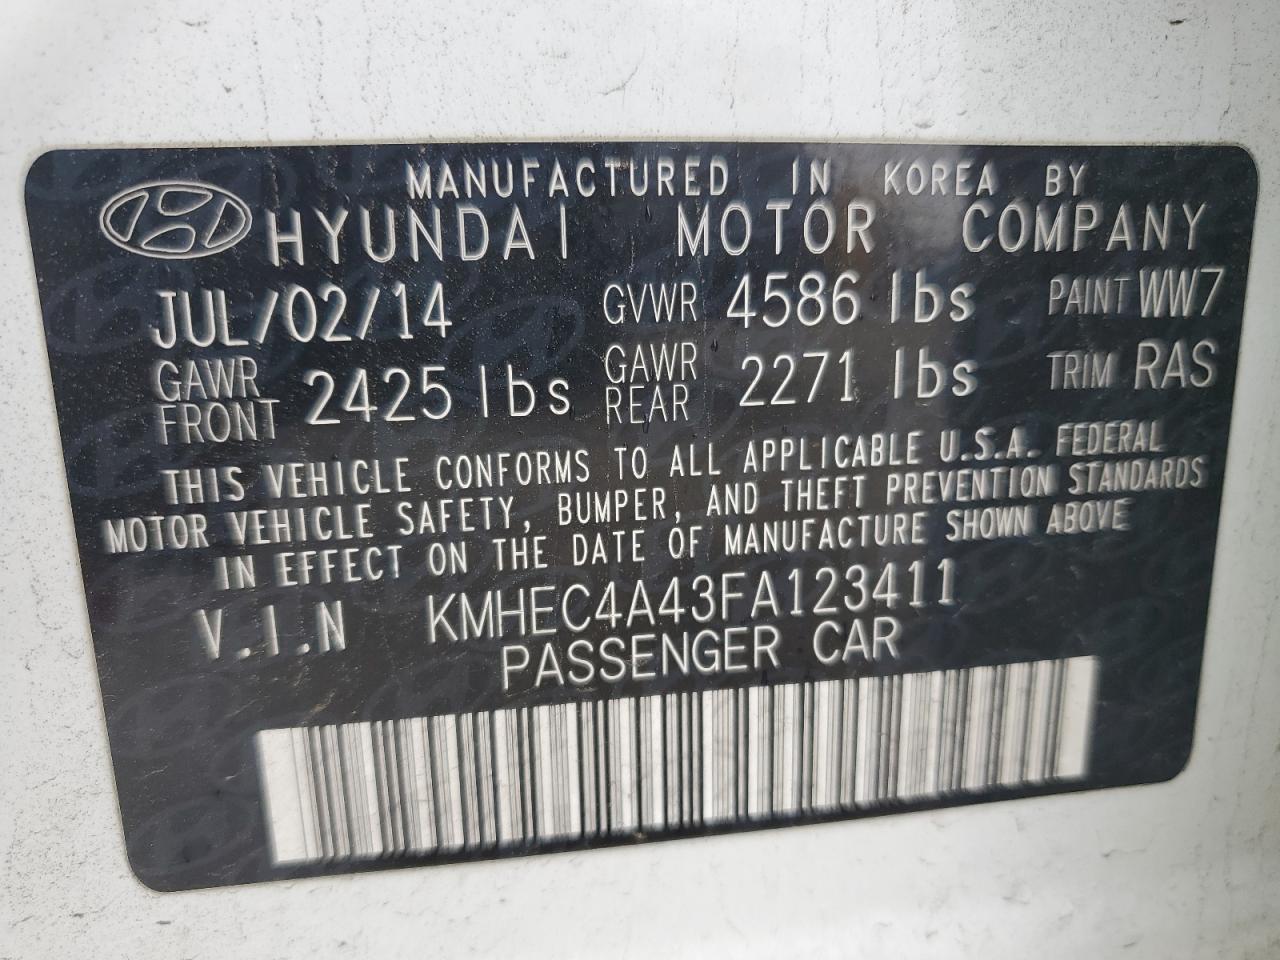 MANUFACTURED IN KOREA BY
HYUNDAI MOTOR COMPANY
JUL/02/14 GVWR 4586 lbs PAINT WW7
GAWR FRONT 2425 lbs GAWR REAR 2271 lbs TRIM RAS
THIS VEHICLE CONFORMS TO ALL APPLICABLE U.S.A. FEDERAL
MOTOR VEHICLE SAFETY, BUMPER, AND THEFT PREVENTION STANDARDS
IN EFFECT ON THE DATE OF MANUFACTURE SHOWN ABOVE
V.I.N KMHEC4A43FA123411
PASSENGER CAR